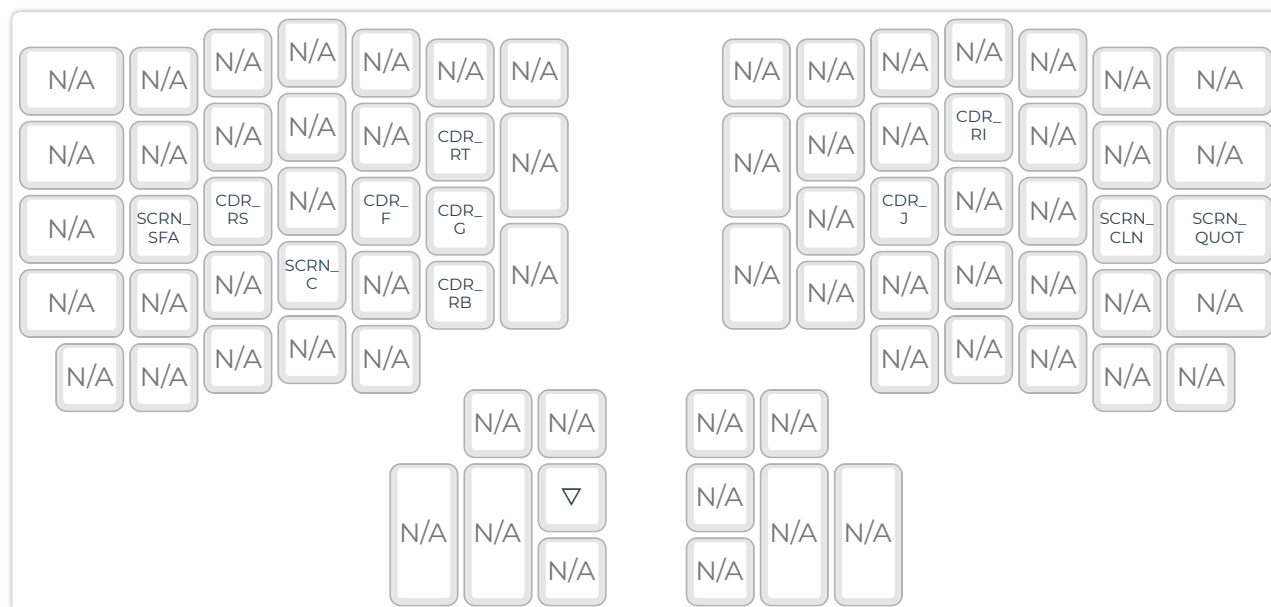 N/A N/A N/A N/A N/A N/A N/A N/A N/A N/A N/A N/A N/A N/A
N/A N/A N/A N/A N/A CDR_ RT N/A N/A N/A N/A CDR_ RI N/A N/A N/A
N/A SCRN_ SFA CDR_ RS N/A CDR_ F CDR_ G N/A CDR_ J N/A N/A SCRN_ CLN SCRN_ QUOT
N/A N/A N/A SCRN_ C N/A CDR_ RB N/A N/A N/A N/A N/A N/A N/A N/A
N/A N/A N/A N/A N/A N/A N/A N/A N/A N/A
N/A N/A N/A N/A
N/A N/A ▽ N/A N/A N/A
N/A N/A